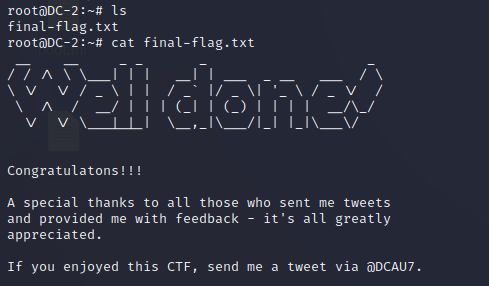 root@DC-2:~# ls
final-flag.txt
root@DC-2:~# cat final-flag.txt
Well done!
Congratulatons!!!
A special thanks to all those who sent me tweets
and provided me with feedback - it's all greatly
appreciated.
If you enjoyed this CTF, send me a tweet via @DCAU7.